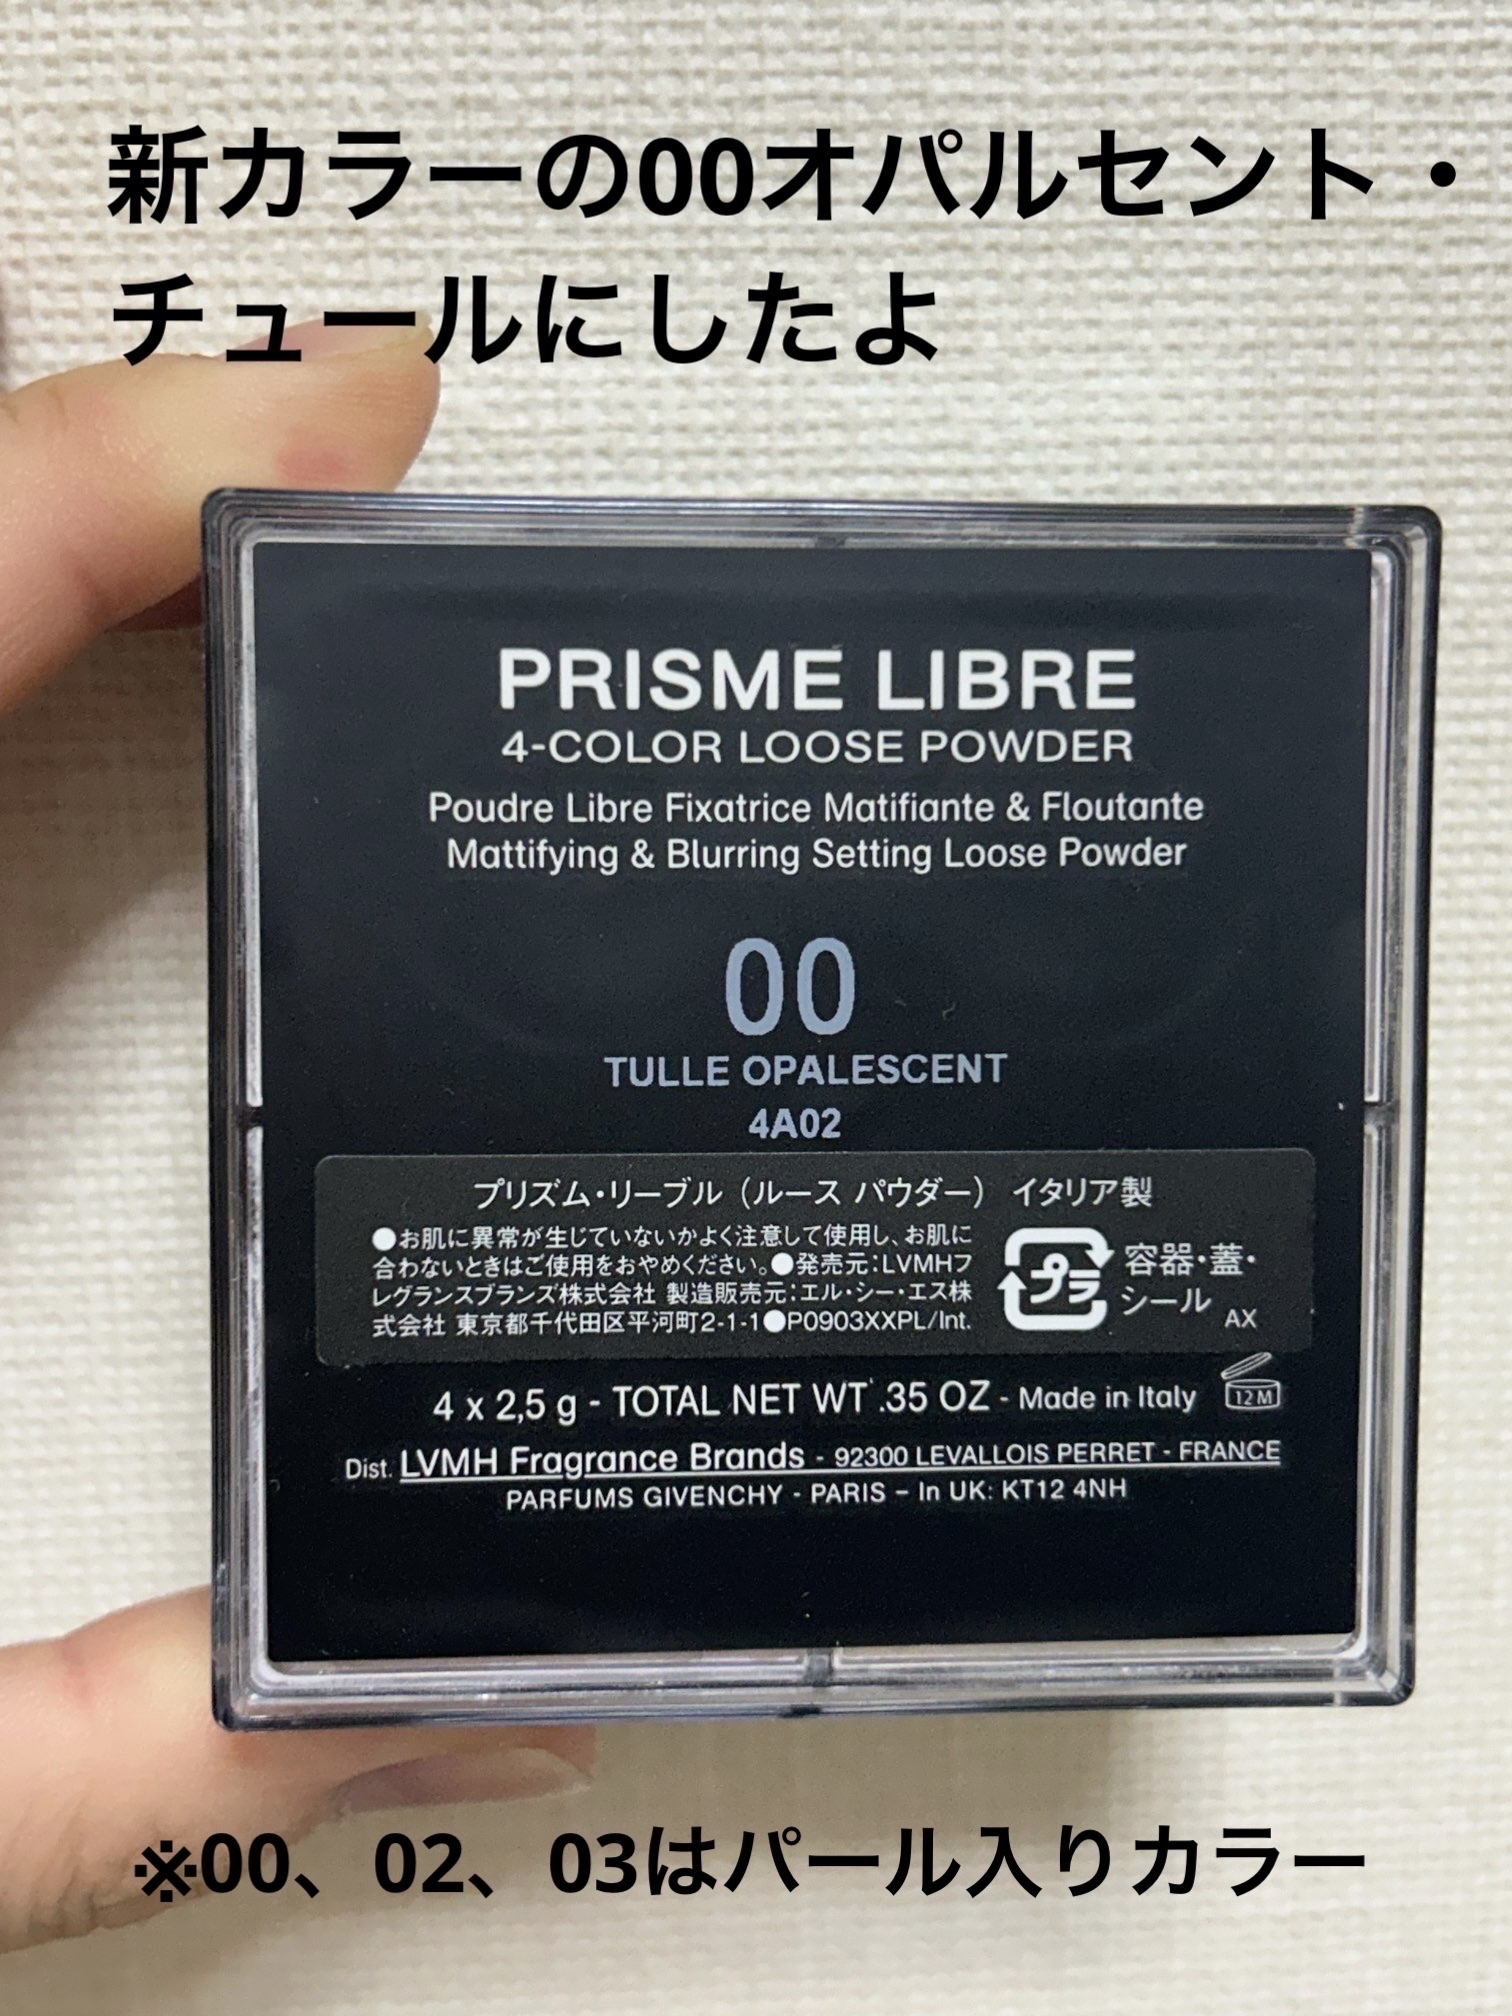 新カラーの00オパルセント・
チュールにしたよ
PRISME LIBRE
4-COLOR LOOSE POWDER
Poudre Libre Fixatrice Matifiante & Floutante
Mattifying & Blurring Setting Loose Powder
00
TULLE OPALESCENT
4A02
プリズム・リーブル（ルース パウダー） イタリア製
●お肌に異常が生じていないかよく注意して使用し、お肌に
合わないときはご使用をおやめください。●発売元：LVMHフ
レグランスブランズ株式会社 製造販売元：エル・シー・エス株
式会社 東京都千代田区平河町2-1-1●P0903XXPL/Int.
プラ
容器・蓋・
シール
AX
4 x 2,5 g - TOTAL NET WT .35 OZ - Made in Italy
12 M
Dist. LVMH Fragrance Brands - 92300 LEVALLOIS PERRET - FRANCE
PARFUMS GIVENCHY - PARIS – In UK: KT12 4NH
※00、02、03はパール入りカラー